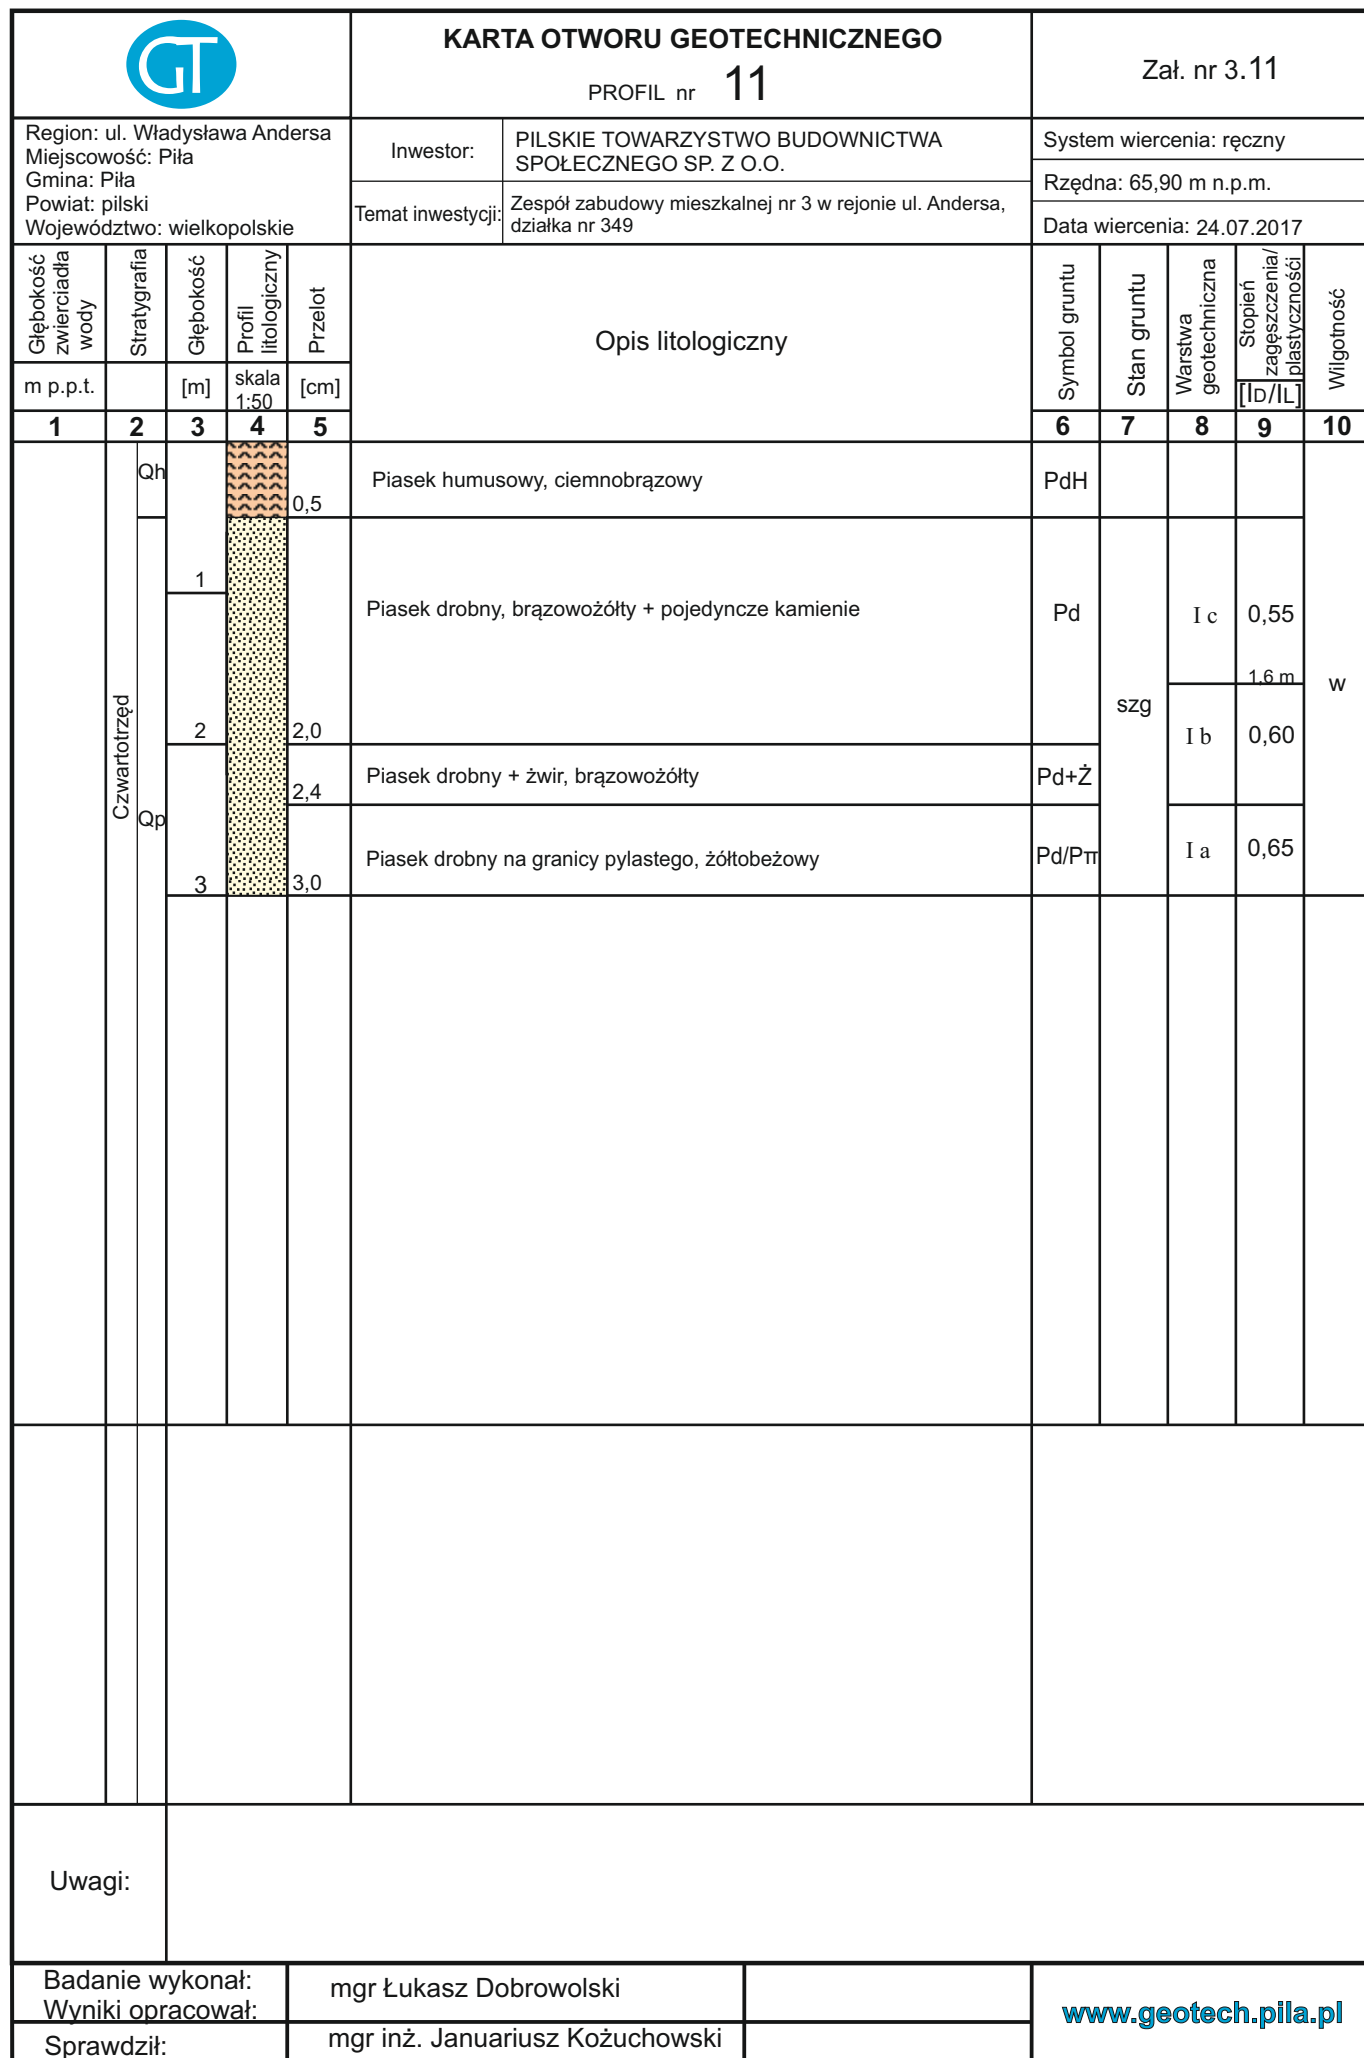 GT
KARTA OTWORU GEOTECHNICZNEGO
PROFIL nr 11
Zał. nr 3.11
Region: ul. Władysława Andersa
Miejscowość: Piła
Gmina: Piła
Powiat: pilski
Województwo: wielkopolskie
Inwestor:
PILSKIE TOWARZYSTWO BUDOWNICTWA
SPOŁECZNEGO SP. Z O.O.
Temat inwestycji:
Zespół zabudowy mieszkalnej nr 3 w rejonie ul. Andersa,
działka nr 349
System wiercenia: ręczny
Rzędna: 65,90 m n.p.m.
Data wiercenia: 24.07.2017
Głębokość
zwierciadła
wody
Stratygrafia
Głębokość
Profil
litologiczny
Przelot
Opis litologiczny
Symbol gruntu
Stan gruntu
Warstwa
geotechniczna
Stopień
zagęszczenia/
plastycznośći
Wilgotność
m p.p.t.
[m]
skala
1:50
[cm]
[ID/IL]
1 2 3 4 5 6 7 8 9 10
Qh
0,5
Piasek humusowy, ciemnobrązowy
PdH
1
Piasek drobny, brązowożółty + pojedyncze kamienie
Pd
I c
0,55
1,6 m
w
szg
Czwartotrzęd
2
2,0
I b
0,60
Piasek drobny + żwir, brązowożółty
Pd+Ż
2,4
Qp
Piasek drobny na granicy pylastego, żółtobeżowy
Pd/Pπ
I a
0,65
3
3,0
Uwagi:
Badanie wykonał:
Wyniki opracował:
mgr Łukasz Dobrowolski
www.geotech.pila.pl
Sprawdził:
mgr inż. Januariusz Kożuchowski